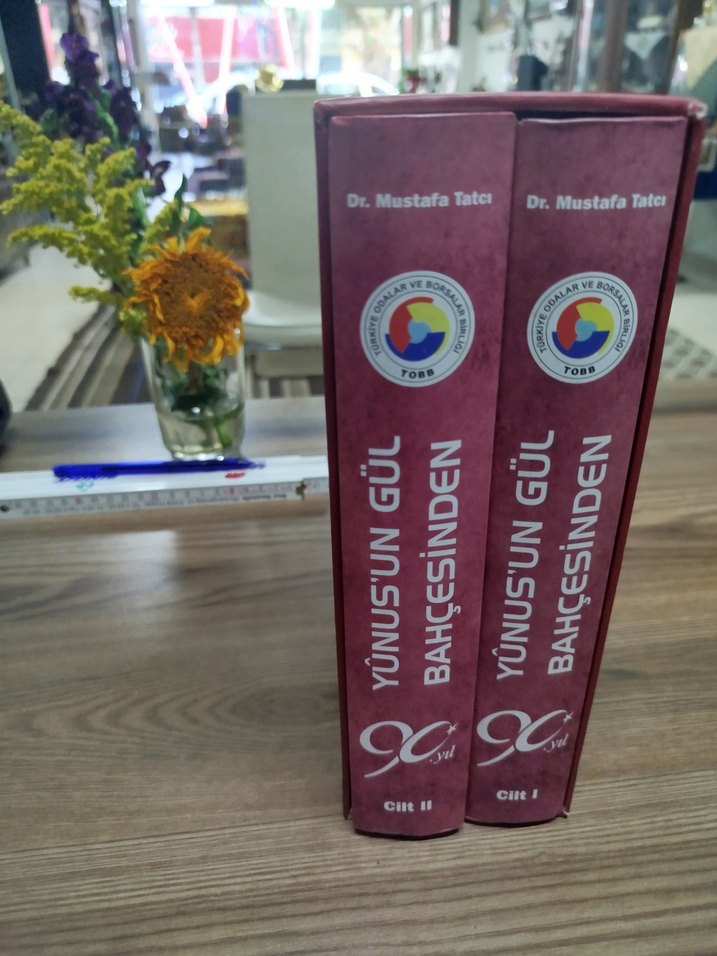 Dr. Mustafa Tatcı
TÜRKİYE ODALAR VE BORSALAR BİRLİĞİ
TOBB
YÛNUS'UN GÜL
BAHÇESİNDEN
90.yıl
Cilt II
Dr. Mustafa Tatcı
TÜRKİYE ODALAR VE BORSALAR BİRLİĞİ
TOBB
YÛNUS'UN GÜL
BAHÇESİNDEN
90.yıl
Cilt I